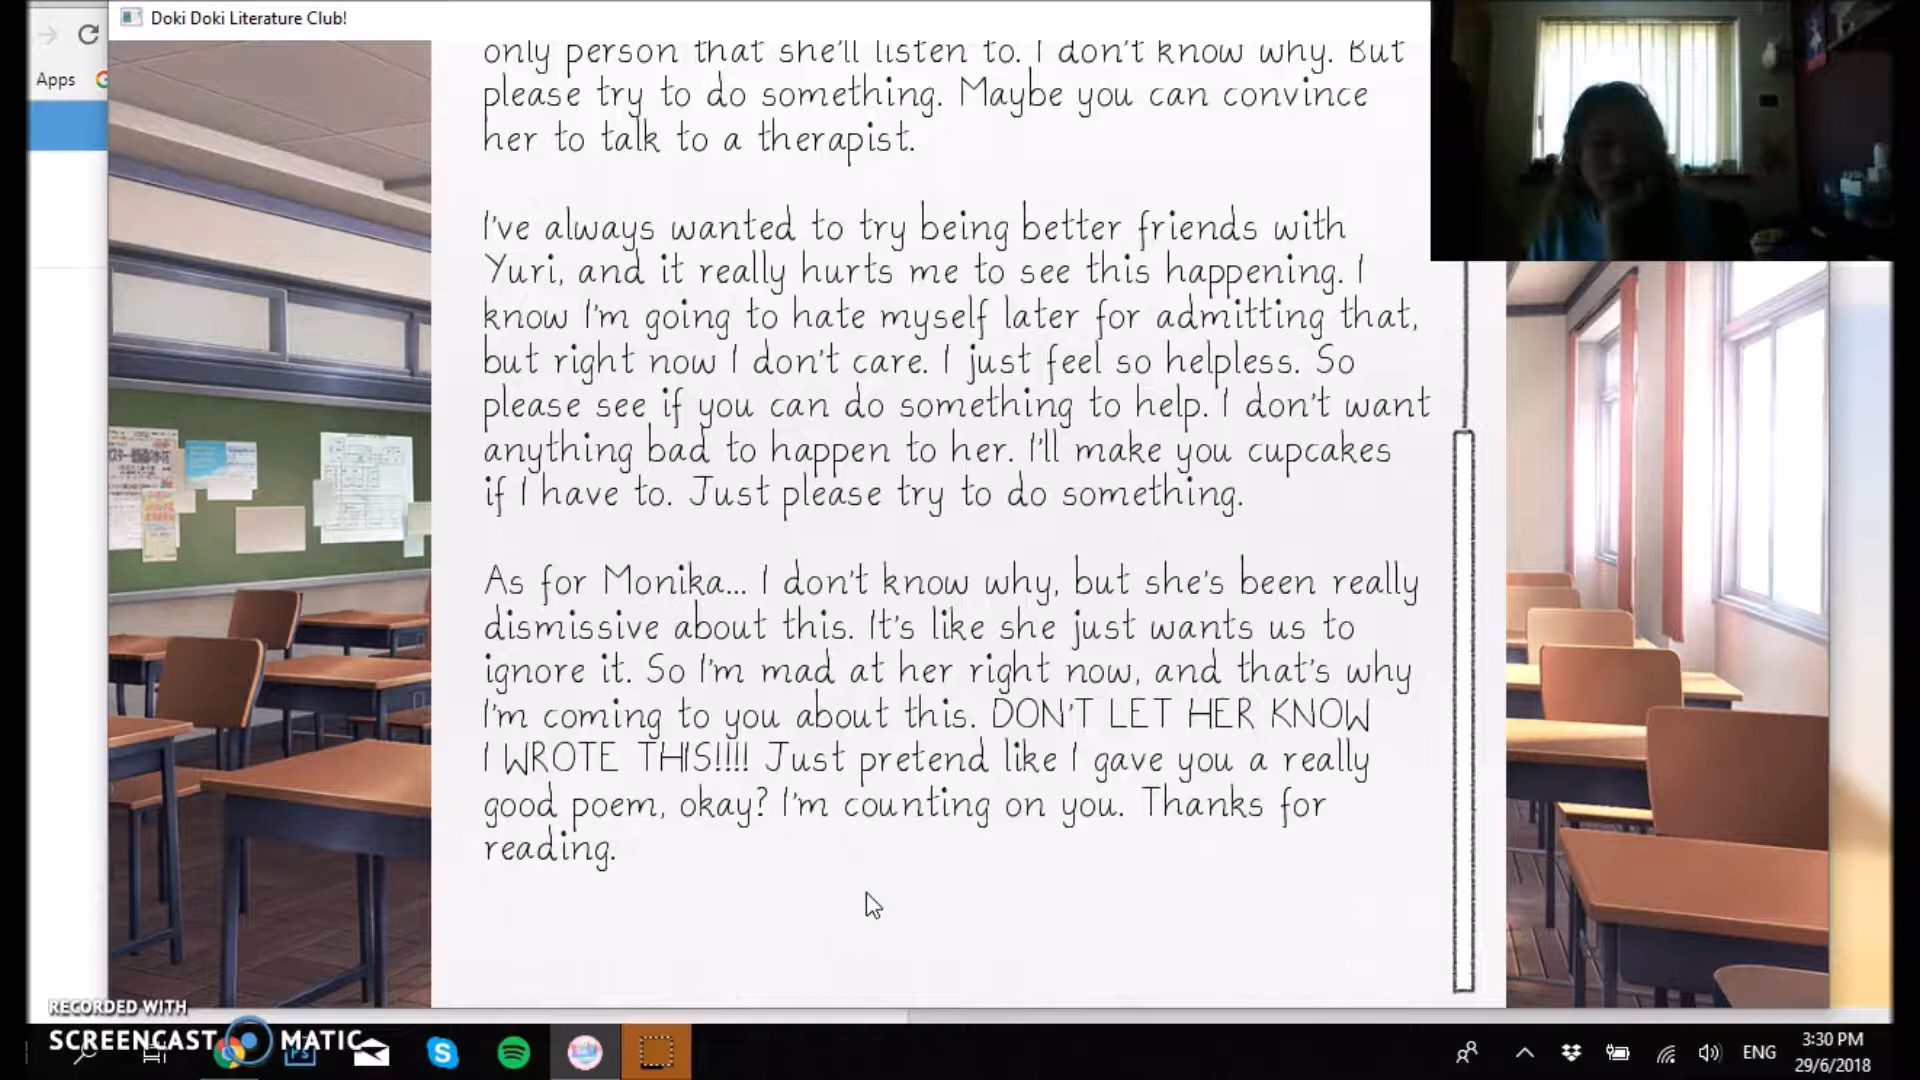 Doki Doki Literature Club!
Apps
only person that she'll listen to. I don't know why. But
please try to do something. Maybe you can convince
her to talk to a therapist.
I've always wanted to try being better friends with
Yuri, and it really hurts me to see this happening. I
know I'm going to hate myself later for admitting that,
but right now I don't care. I just feel so helpless. So
please see if you can do something to help. I don't want
anything bad to happen to her. I'll make you cupcakes
if I have to. Just please try to do something.
As for Monika... I don't know why, but she's been really
dismissive about this. It's like she just wants us to
ignore it. So I'm mad at her right now, and that's why
I'm coming to you about this. DON'T LET HER KNOW
I WROTE THIS!!!! Just pretend like I gave you a really
good poem, okay? I'm counting on you. Thanks for
reading.
RECORDED WITH
SCREENCAST MATIC
Ps
ENG
3:30 PM
29/6/2018